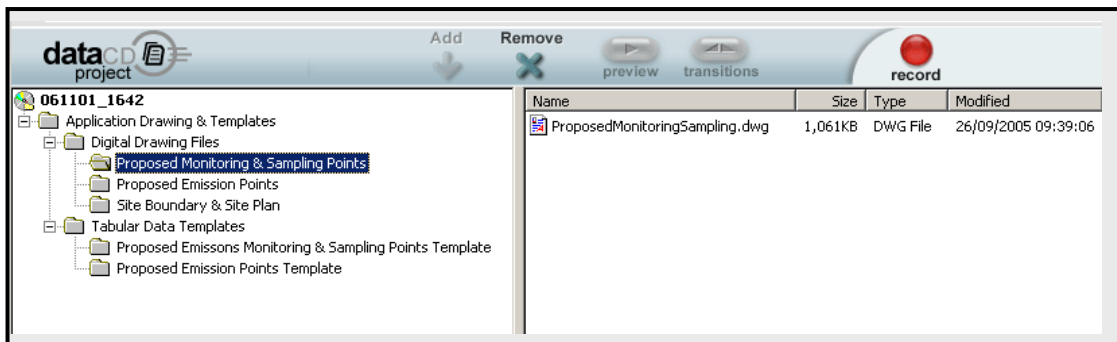 dataCD project
Add
Remove
preview
transitions
record
061101_1642
Application Drawing & Templates
Digital Drawing Files
Proposed Monitoring & Sampling Points
Proposed Emission Points
Site Boundary & Site Plan
Tabular Data Templates
Proposed Emissons Monitoring & Sampling Points Template
Proposed Emission Points Template
Name Size Type Modified
ProposedMonitoringSampling.dwg 1,061KB DWG File 26/09/2005 09:39:06